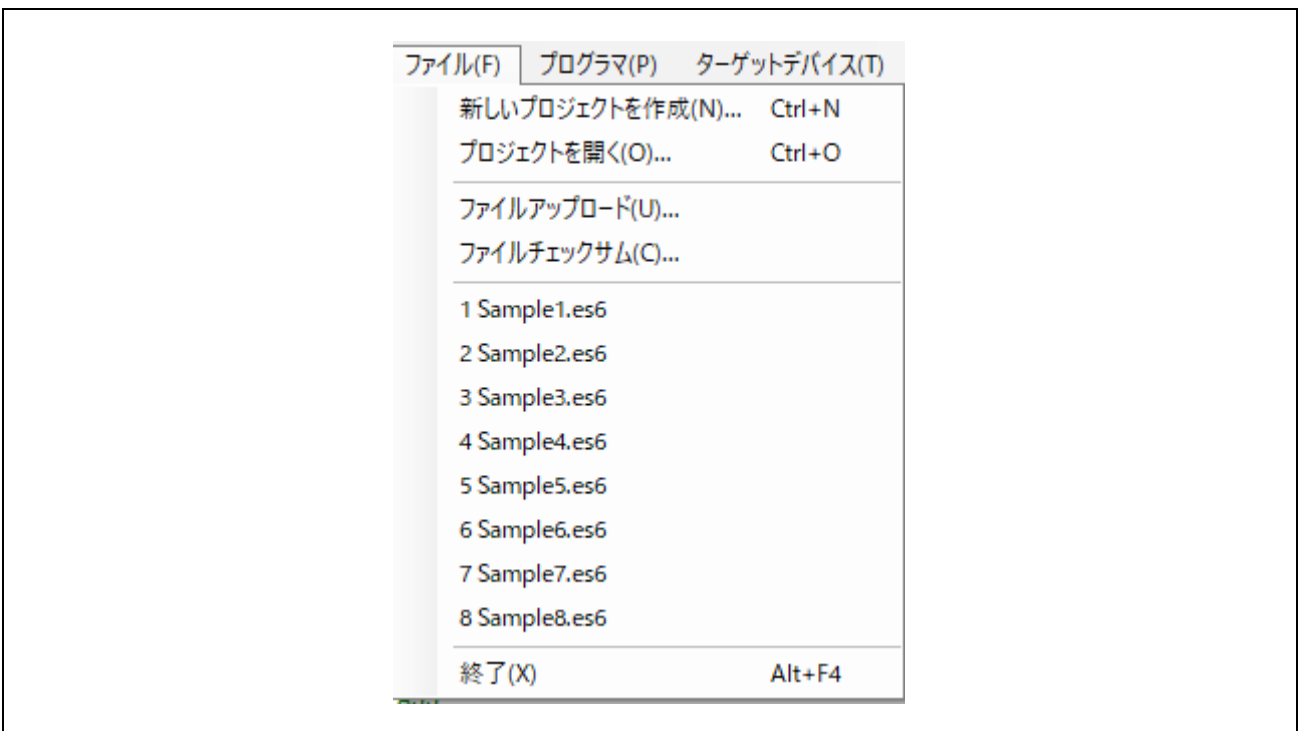 ファイル(F) プログラマ(P) ターゲットデバイス(T)
新しいプロジェクトを作成(N)... Ctrl+N
プロジェクトを開く(O)... Ctrl+O
ファイルアップロード(U)...
ファイルチェックサム(C)...
1 Sample1.es6
2 Sample2.es6
3 Sample3.es6
4 Sample4.es6
5 Sample5.es6
6 Sample6.es6
7 Sample7.es6
8 Sample8.es6
終了(X) Alt+F4